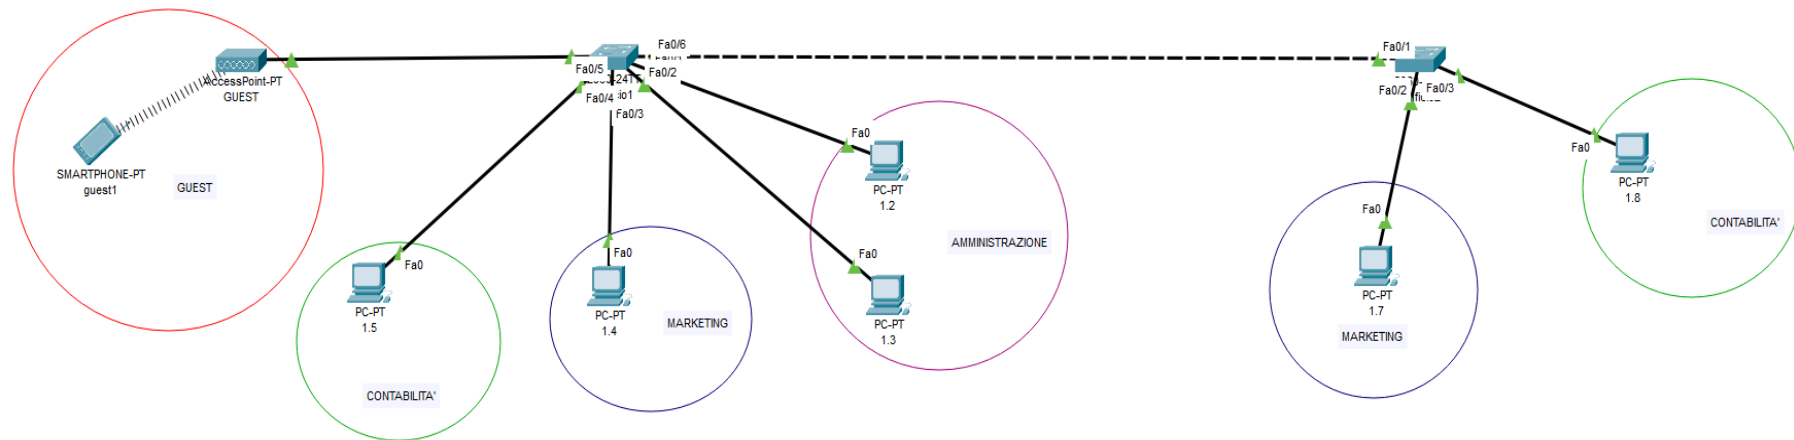 AccessPoint-PT
GUEST
SMARTPHONE-PT
guest1
GUEST
Fa0/6
Fa0/5
Fa0/2
Fa0/4
Fa0/3
Fa0
PC-PT
1.5
CONTABILITA'
Fa0
PC-PT
1.4
MARKETING
Fa0
PC-PT
1.2
AMMINISTRAZIONE
Fa0
PC-PT
1.3
Fa0/1
Fa0/2
Fa0/3
Fa0
PC-PT
1.7
MARKETING
Fa0
PC-PT
1.8
CONTABILITA'